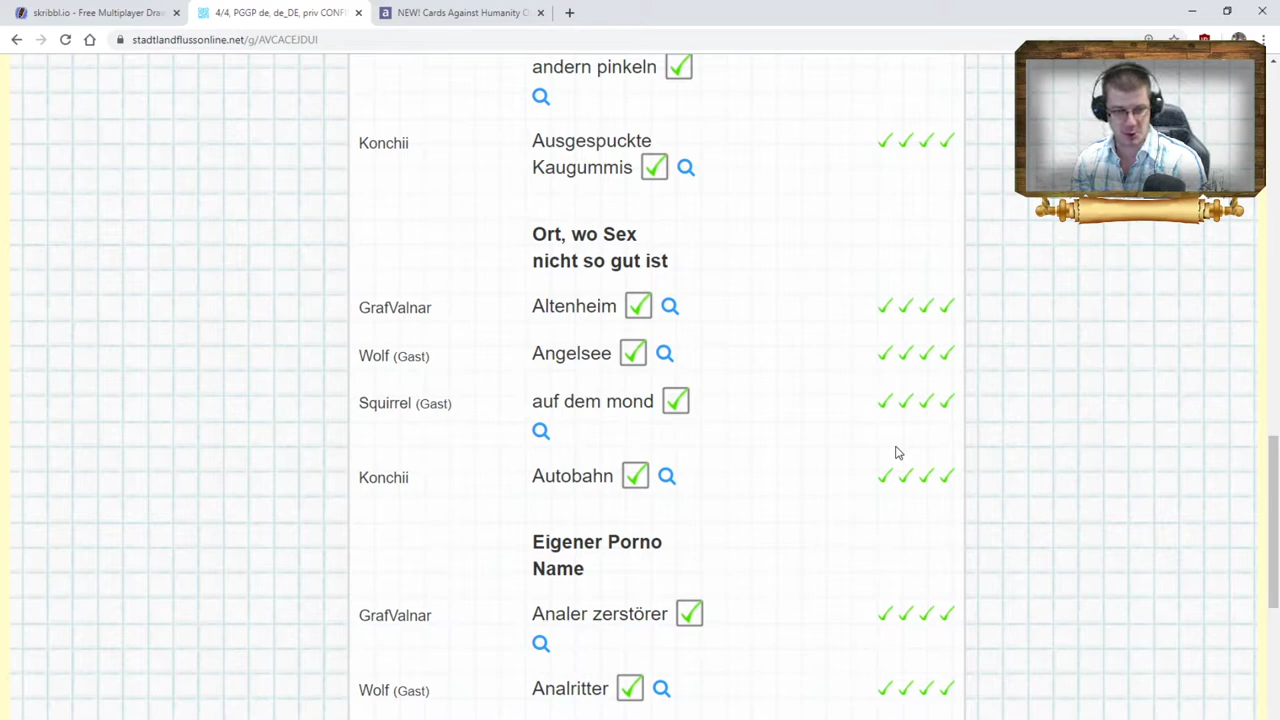 skribbl.io - Free Multiplayer Draw
4/4, PGGP de, de_DE, priv CONFI
NEW! Cards Against Humanity O
stadtlandflussonline.net/g/AVCACEJDUI
andern pinkeln
Konchii Ausgespuckte
Kaugummis
Ort, wo Sex
nicht so gut ist
GrafValnar Altenheim
Wolf (Gast) Angelsee
Squirrel (Gast) auf dem mond
Konchii Autobahn
Eigener Porno
Name
GrafValnar Analer zerstörer
Wolf (Gast) Analritter